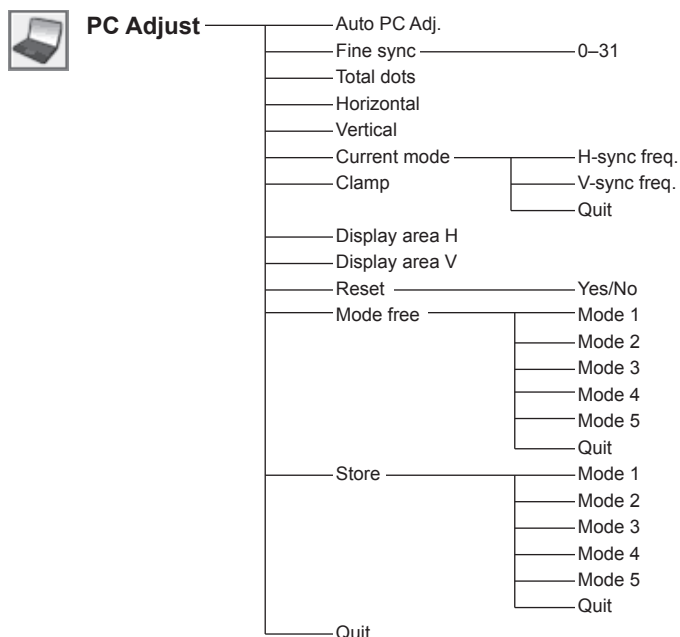 PC Adjust
Auto PC Adj.
Fine sync 0–31
Total dots
Horizontal
Vertical
Current mode H-sync freq.
Clamp V-sync freq.
Quit
Display area H
Display area V
Reset Yes/No
Mode free Mode 1
Mode 2
Mode 3
Mode 4
Mode 5
Quit
Store Mode 1
Mode 2
Mode 3
Mode 4
Mode 5
Quit
Quit